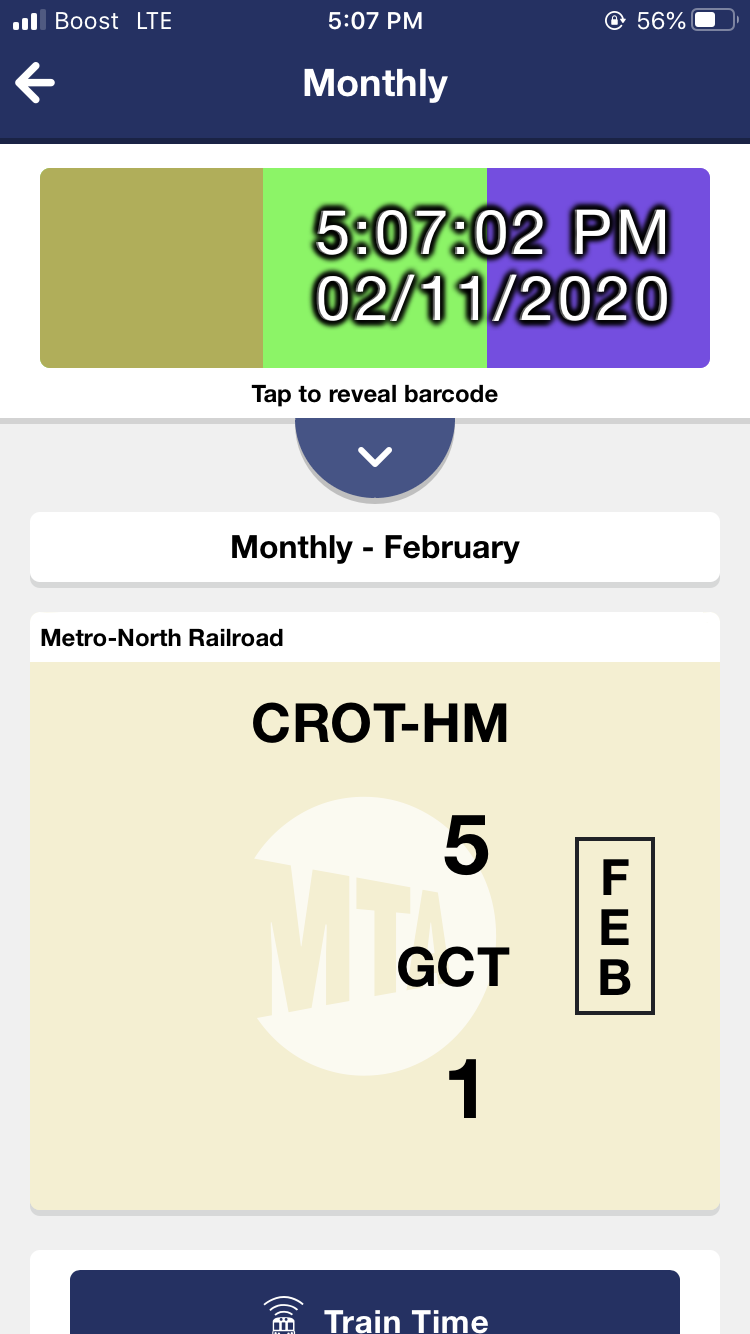 Boost LTE 5:07 PM 56%
Monthly
5:07:02 PM
02/11/2020
Tap to reveal barcode
Monthly - February
Metro-North Railroad
CROT-HM
5
MTA
GCT
1
F
E
B
Train Time